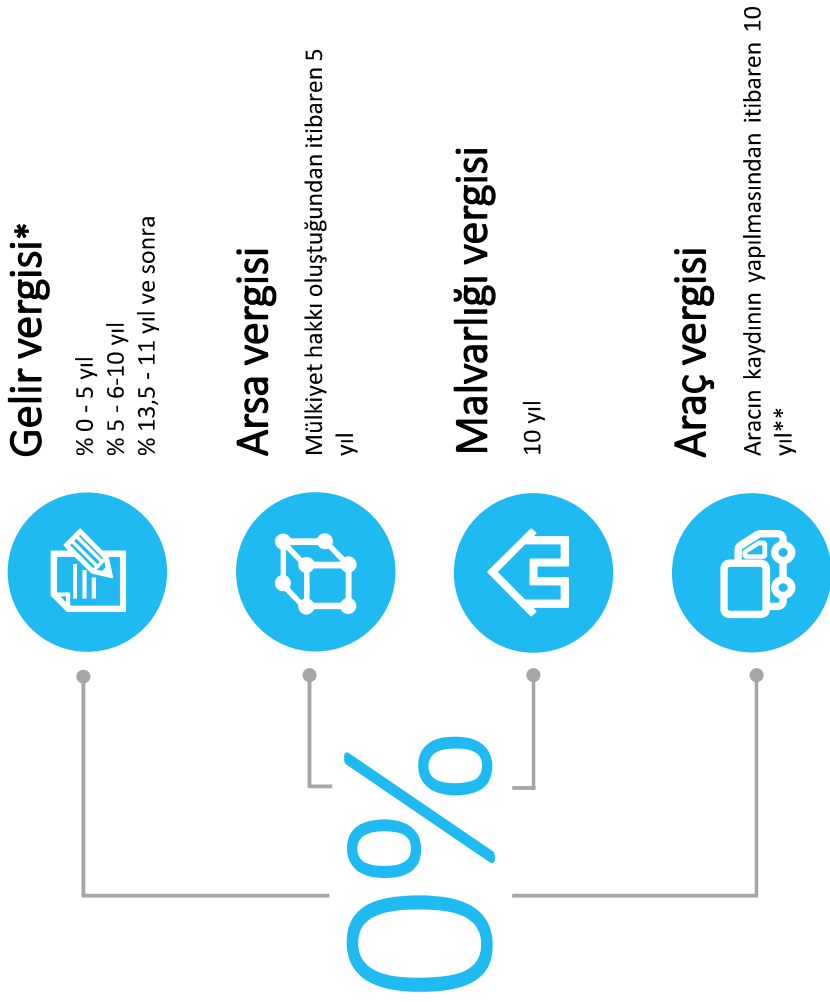 0%
Gelir vergisi*
% 0 - 5 yıl
% 5 - 6-10 yıl
% 13,5 - 11 yıl ve sonra
Arsa vergisi
Mülkiyet hakkı oluştuğundan itibaren 5
yıl
Malvarlığı vergisi
10 yıl
Araç vergisi
Aracın kaydının yapılmasından itibaren 10
yıl**